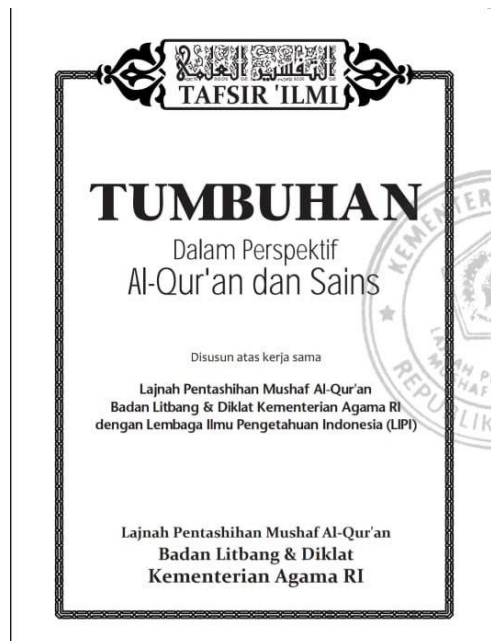 التفسير العلمي
TAFSIR 'ILMI
TUMBUHAN
Dalam Perspektif
Al-Qur'an dan Sains
Disusun atas kerja sama
Lajnah Pentashihan Mushaf Al-Qur'an
Badan Litbang & Diklat Kementerian Agama RI
dengan Lembaga Ilmu Pengetahuan Indonesia (LIPI)
Lajnah Pentashihan Mushaf Al-Qur'an
Badan Litbang & Diklat
Kementerian Agama RI